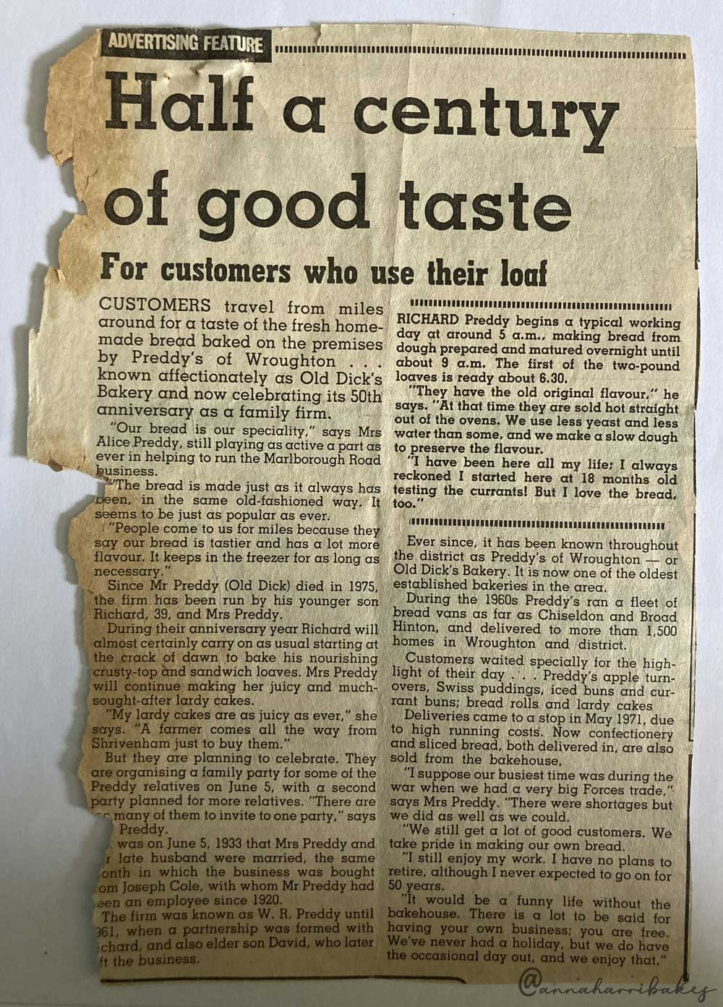 ADVERTISING FEATURE
Half a century
of good taste
For customers who use their loaf
CUSTOMERS travel from miles
around for a taste of the fresh home-
made bread baked on the premises
by Preddy's of Wroughton . . .
known affectionately as Old Dick's
Bakery and now celebrating its 50th
anniversary as a family firm.
"Our bread is our speciality," says Mrs
Alice Preddy, still playing as active a part as
ever in helping to run the Marlborough Road
business.
"The bread is made just as it always has
been, in the same old-fashioned way. It
seems to be just as popular as ever.
"People come to us for miles because they
say our bread is tastier and has a lot more
flavour. It keeps in the freezer for as long as
necessary."
Since Mr Preddy (Old Dick) died in 1975,
the firm has been run by his younger son
Richard, 39, and Mrs Preddy.
During their anniversary year Richard will
almost certainly carry on as usual starting at
the crack of dawn to bake his nourishing
crusty-top and sandwich loaves. Mrs Preddy
will continue making her juicy and much-
sought-after lardy cakes.
"My lardy cakes are as juicy as ever," she
says. "A farmer comes all the way from
Shrivenham just to buy them."
But they are planning to celebrate. They
are organising a family party for some of the
Preddy relatives on June 5, with a second
party planned for more relatives. "There are
many of them to invite to one party," says
Preddy.
was on June 5, 1933 that Mrs Preddy and
r late husband were married, the same
onth in which the business was bought
om Joseph Cole, with whom Mr Preddy had
een an employee since 1920.
The firm was known as W. R. Preddy until
961, when a partnership was formed with
chard, and also elder son David, who later
ft the business.
RICHARD Preddy begins a typical working
day at around 5 a.m., making bread from
dough prepared and matured overnight until
about 9 a.m. The first of the two-pound
loaves is ready about 6.30.
"They have the old original flavour," he
says. "At that time they are sold hot straight
out of the ovens. We use less yeast and less
water than some, and we make a slow dough
to preserve the flavour.
"I have been here all my life; I always
reckoned I started here at 18 months old
testing the currants! But I love the bread,
too."
Ever since, it has been known throughout
the district as Preddy's of Wroughton — or
Old Dick's Bakery. It is now one of the oldest
established bakeries in the area.
During the 1960s Preddy's ran a fleet of
bread vans as far as Chiseldon and Broad
Hinton, and delivered to more than 1,500
homes in Wroughton and district.
Customers waited specially for the high-
light of their day . . . Preddy's apple turn-
overs, Swiss puddings, iced buns and cur-
rant buns; bread rolls and lardy cakes
Deliveries came to a stop in May 1971, due
to high running costs. Now confectionery
and sliced bread, both delivered in, are also
sold from the bakehouse.
"I suppose our busiest time was during the
war when we had a very big Forces trade,"
says Mrs Preddy. "There were shortages but
we did as well as we could.
"We still get a lot of good customers. We
take pride in making our own bread.
"I still enjoy my work. I have no plans to
retire, although I never expected to go on for
50 years.
"It would be a funny life without the
bakehouse. There is a lot to be said for
having your own business; you are free.
We've never had a holiday, but we do have
the occasional day out, and we enjoy that."
@annaharribakes